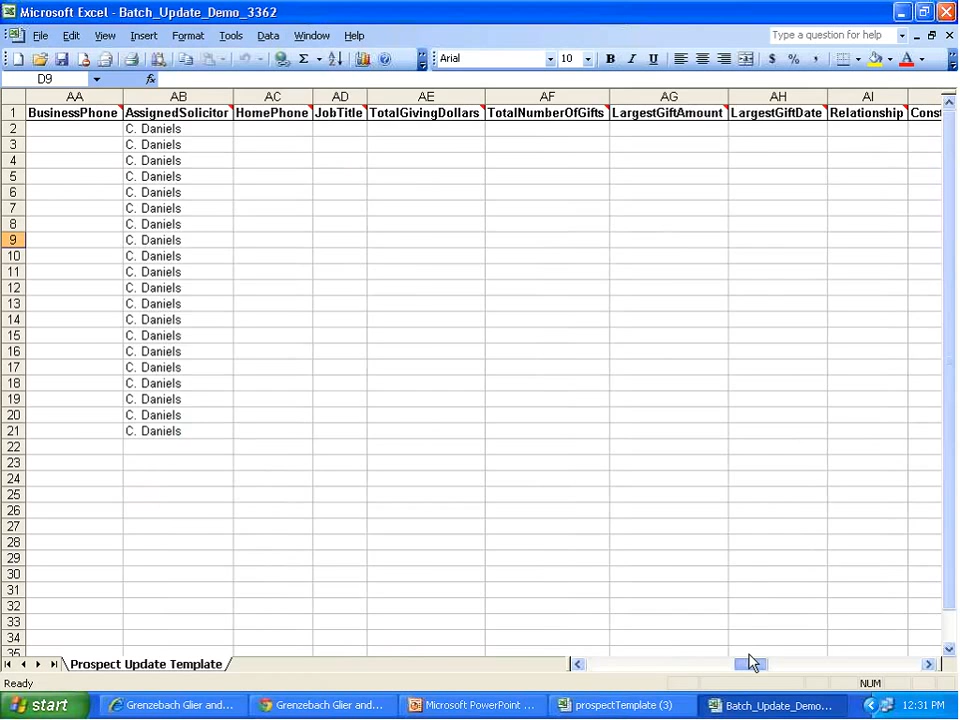 Microsoft Excel - Batch_Update_Demo_3362
File Edit View Insert Format Tools Data Window Help Type a question for help
Arial 10 B I U $ % , A
D9 fx
AA AB AC AD AE AF AG AH AI
1 BusinessPhone AssignedSolicitor HomePhone JobTitle TotalGivingDollars TotalNumberOfGifts LargestGiftAmount LargestGiftDate Relationship Const
2 C. Daniels
3 C. Daniels
4 C. Daniels
5 C. Daniels
6 C. Daniels
7 C. Daniels
8 C. Daniels
9 C. Daniels
10 C. Daniels
11 C. Daniels
12 C. Daniels
13 C. Daniels
14 C. Daniels
15 C. Daniels
16 C. Daniels
17 C. Daniels
18 C. Daniels
19 C. Daniels
20 C. Daniels
21 C. Daniels
22
23
24
25
26
27
28
29
30
31
32
33
34
35
Prospect Update Template
Ready NUM
start Grenzebach Glier and... Grenzebach Glier and... Microsoft PowerPoint ... prospectTemplate (3) Batch_Update_Demo... 12:31 PM